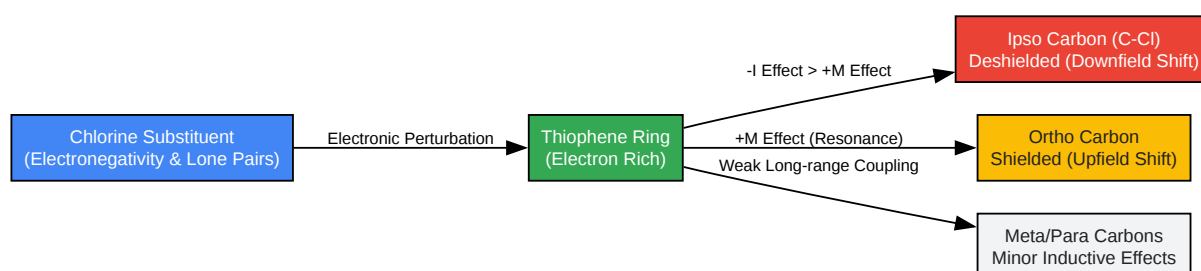 Chlorine Substituent
(Electronegativity & Lone Pairs)
Electronic Perturbation
Thiophene Ring
(Electron Rich)
-I Effect > +M Effect
+M Effect (Resonance)
Weak Long-range Coupling
Ipso Carbon (C-Cl)
Deshielded (Downfield Shift)
Ortho Carbon
Shielded (Upfield Shift)
Meta/Para Carbons
Minor Inductive Effects